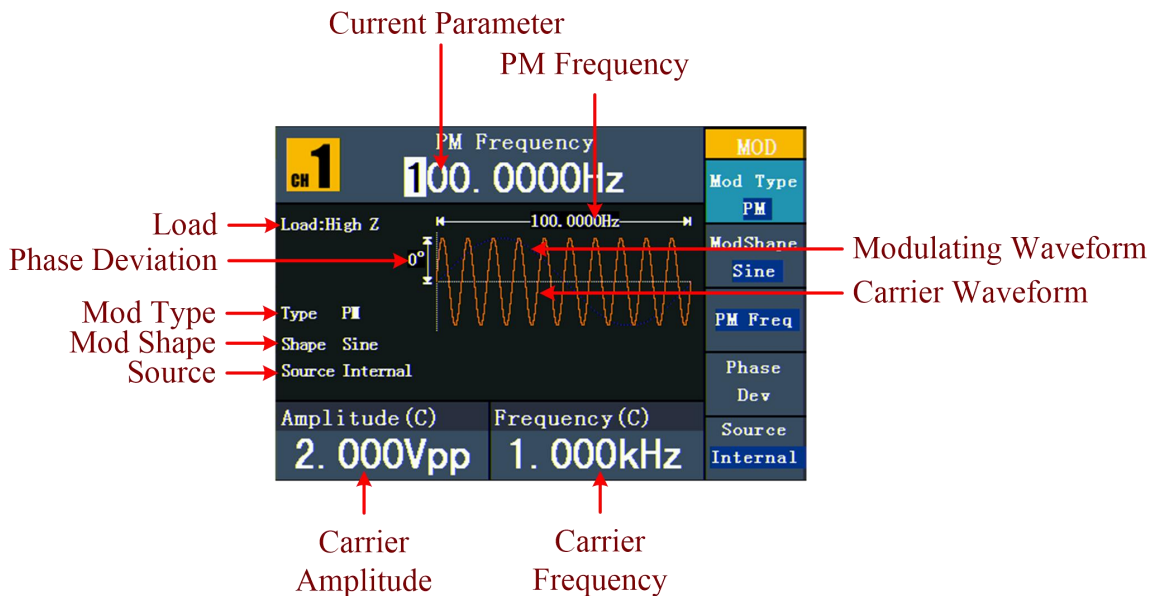 Current Parameter
PM Frequency
CH 1
PM Frequency
100.0000Hz
MOD
Mod Type
PM
Load
Load:High Z
100.0000Hz
ModShape
Sine
Modulating Waveform
Phase Deviation
0°
Carrier Waveform
Mod Type
Type PM
PM Freq
Mod Shape
Shape Sine
Source
Source Internal
Phase
Dev
Amplitude(C)
Frequency(C)
2.000Vpp
1.000kHz
Source
Internal
Carrier
Amplitude
Carrier
Frequency